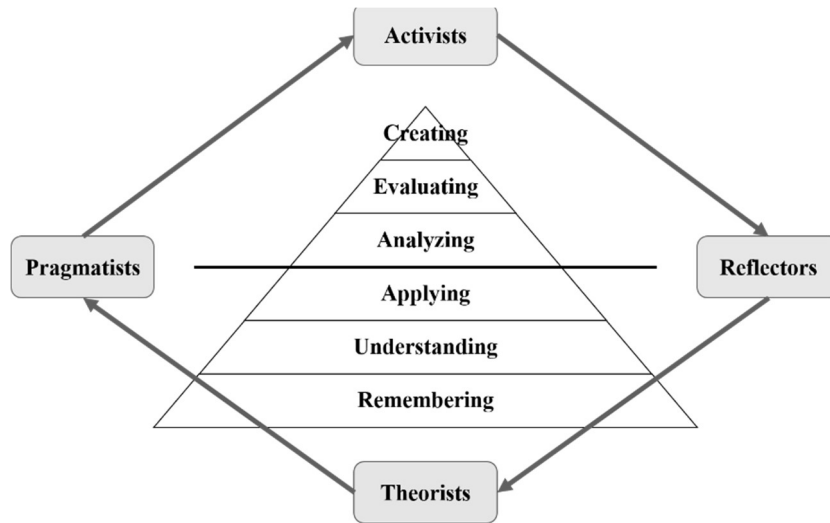 Activists
Creating
Evaluating
Analyzing
Pragmatists
Reflectors
Applying
Understanding
Remembering
Theorists